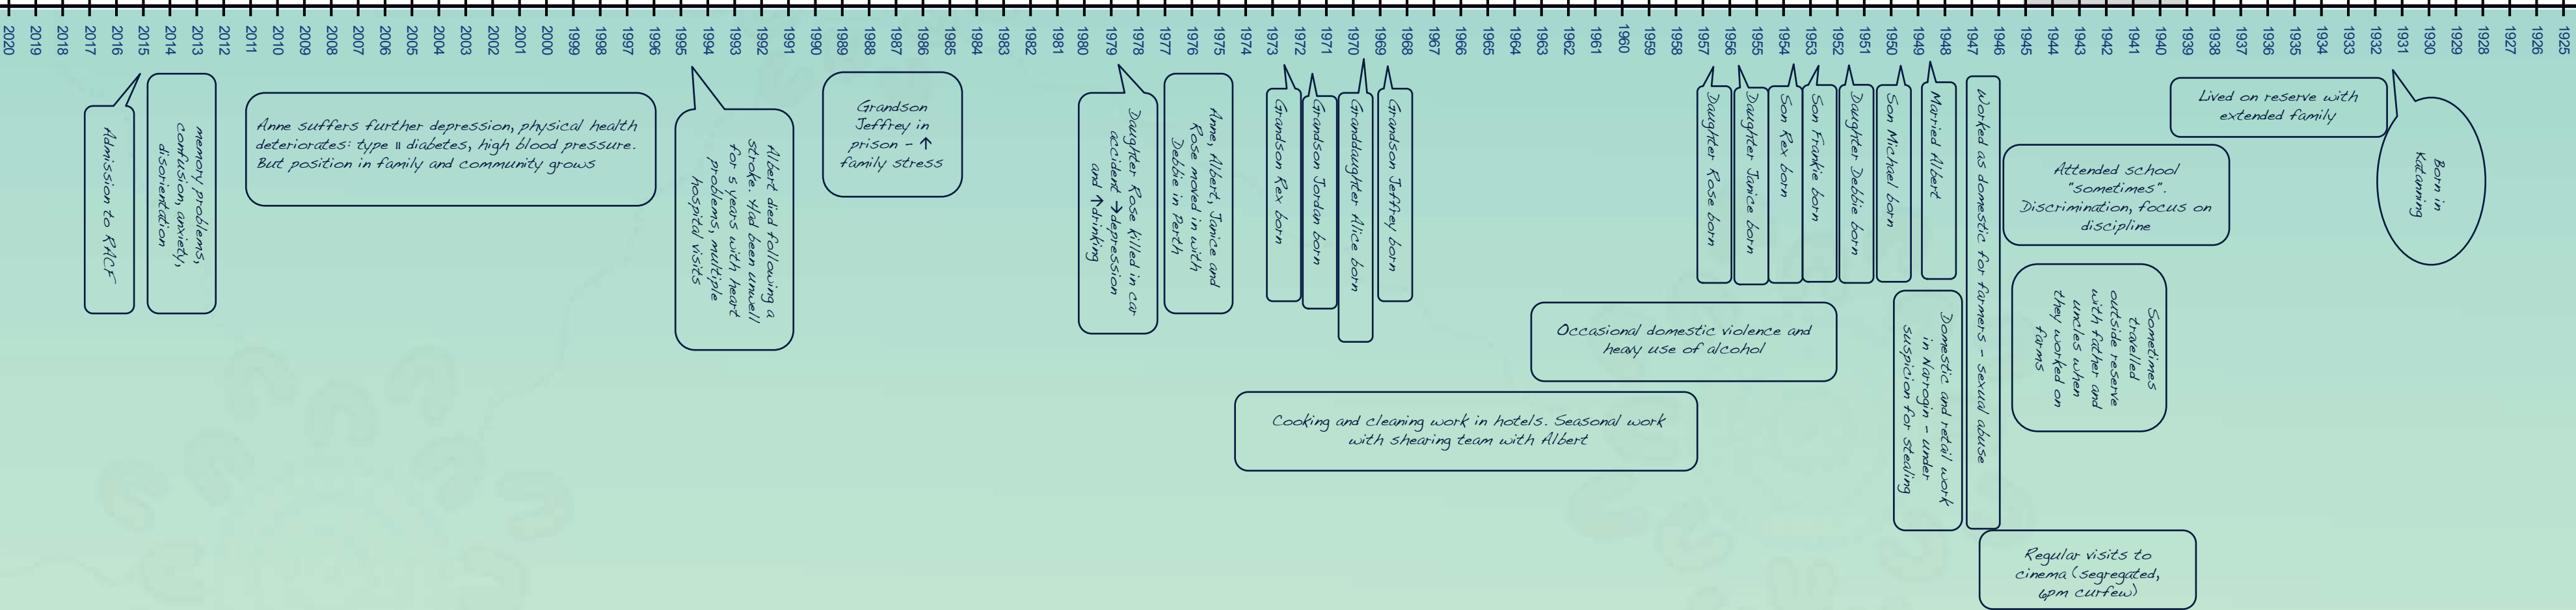 2020
2019
2018
2017
2016
2015
2014
2013
2012
2011
2010
2009
2008
2007
2006
2005
2004
2003
2002
2001
2000
1999
1998
1997
1996
1995
1994
1993
1992
1991
1990
1989
1988
1987
1986
1985
1984
1983
1982
1981
1980
1979
1978
1977
1976
1975
1974
1973
1972
1971
1970
1969
1968
1967
1966
1965
1964
1963
1962
1961
1960
1959
1958
1957
1956
1955
1954
1953
1952
1951
1950
1949
1948
1947
1946
1945
1944
1943
1942
1941
1940
1939
1938
1937
1936
1935
1934
1933
1932
1931
1930
1929
1928
1927
1926
1925
Admission to RACF
memory problems,
confusion, anxiety,
disorientation
Anne suffers further depression, physical health
deteriorates: type II diabetes, high blood pressure.
But position in family and community grows
Albert died following a
stroke. Had been unwell
for 5 years with heart
problems, multiple
hospital visits
Grandson
Jeffrey in
prison - ↑
family stress
Daughter Rose killed in car
accident → depression
and ↑ drinking
Anne, Albert, Janice and
Rose moved in with
Debbie in Perth
Grandson Rex born
Grandson Jordan born
Granddaughter Alice born
Grandson Jeffrey born
Daughter Rose born
Daughter Janice born
Son Rex born
Son Frankie born
Daughter Debbie born
Son Michael born
Married Albert
Worked as domestic for farmers - sexual abuse
Lived on reserve with
extended family
Born in
Katanning
Attended school
"sometimes".
Discrimination, focus on
discipline
Sometimes
travelled
outside reserve
with father and
uncles when
they worked on
farms
Domestic and retail work
in Narrogin - under
suspicion for stealing
Occasional domestic violence and
heavy use of alcohol
Cooking and cleaning work in hotels. Seasonal work
with shearing team with Albert
Regular visits to
cinema (segregated,
6pm curfew)